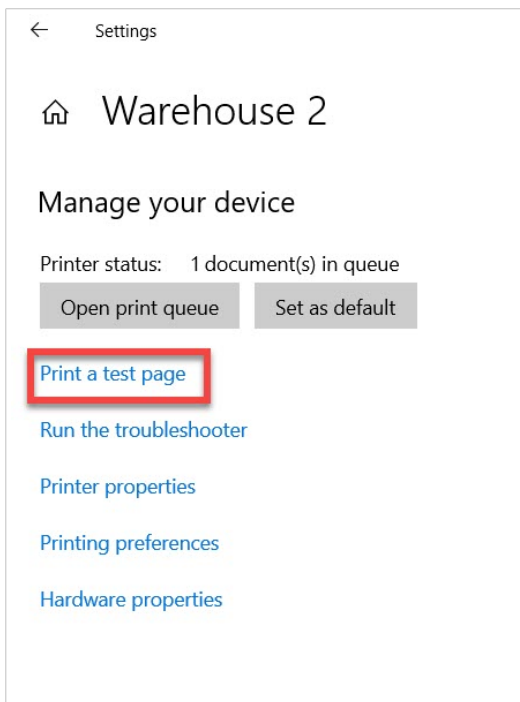 Settings
Warehouse 2
Manage your device
Printer status: 1 document(s) in queue
Open print queue Set as default
Print a test page
Run the troubleshooter
Printer properties
Printing preferences
Hardware properties